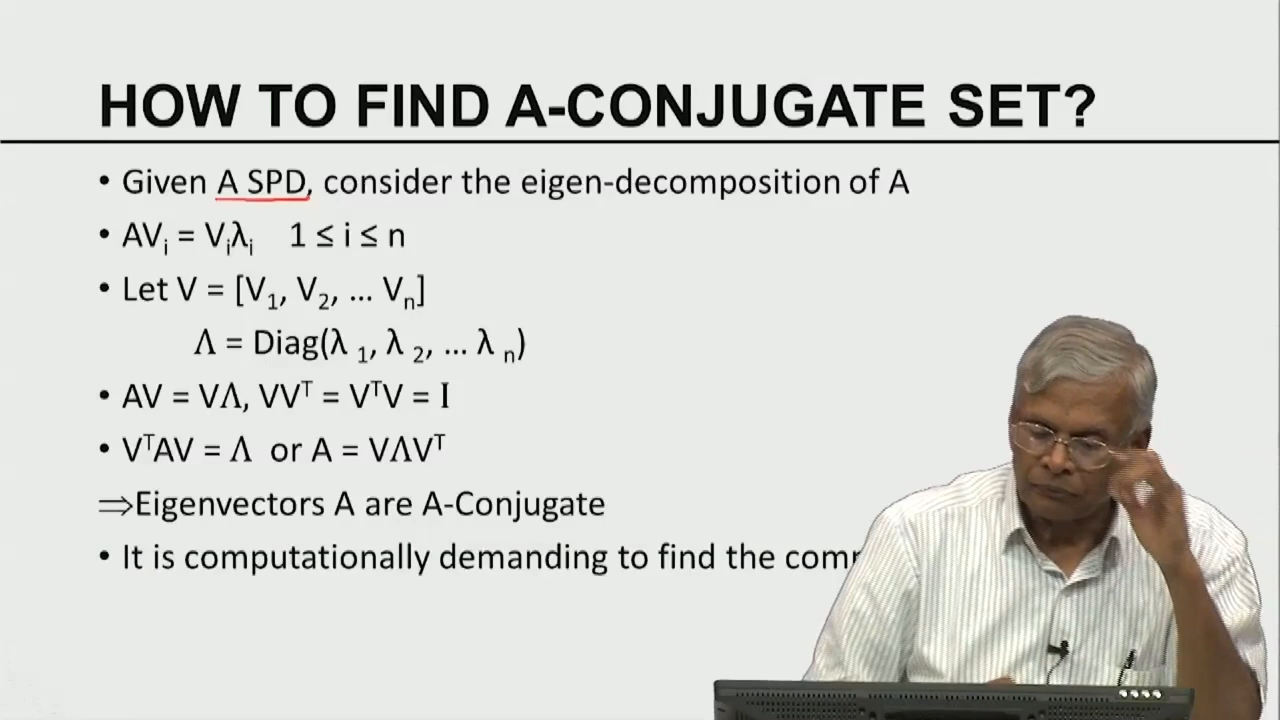 HOW TO FIND A-CONJUGATE SET?
• Given A SPD, consider the eigen-decomposition of A
• AVᵢ = Vᵢλᵢ 1 ≤ i ≤ n
• Let V = [V₁, V₂, ... Vₙ]
Λ = Diag(λ ₁, λ ₂, ... λ ₙ)
• AV = VΛ, VVᵀ = VᵀV = I
• VᵀAV = Λ or A = VΛVᵀ
⇒Eigenvectors A are A-Conjugate
• It is computationally demanding to find the